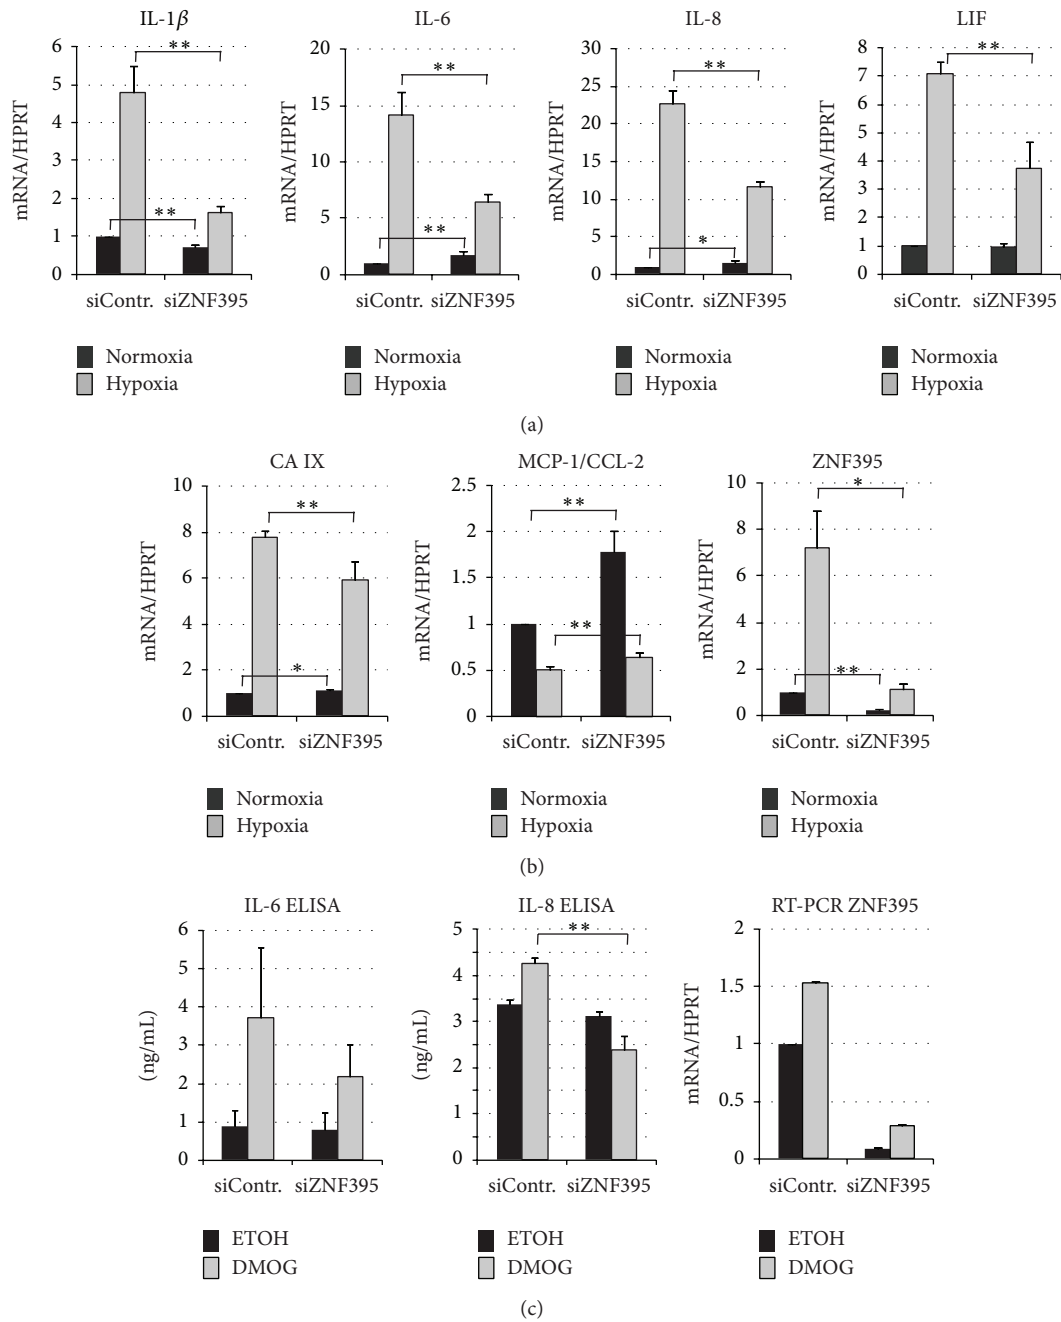 IL-1β
IL-6
IL-8
LIF
mRNA/HPRT
6
5
4
3
2
1
0
**
**
siContr. siZNF395
Normoxia
Hypoxia
mRNA/HPRT
20
15
10
5
0
**
**
siContr. siZNF395
Normoxia
Hypoxia
mRNA/HPRT
30
25
20
15
10
5
0
**
*
siContr. siZNF395
Normoxia
Hypoxia
mRNA/HPRT
8
7
6
5
4
3
2
1
0
**
siContr. siZNF395
Normoxia
Hypoxia
(a)
CA IX
MCP-1/CCL-2
ZNF395
mRNA/HPRT
10
8
6
4
2
0
**
*
siContr. siZNF395
Normoxia
Hypoxia
mRNA/HPRT
2.5
2
1.5
1
0.5
0
**
**
siContr. siZNF395
Normoxia
Hypoxia
mRNA/HPRT
10
8
6
4
2
0
*
**
siContr. siZNF395
Normoxia
Hypoxia
(b)
IL-6 ELISA
IL-8 ELISA
RT-PCR ZNF395
(ng/mL)
6
5
4
3
2
1
0
siContr. siZNF395
ETOH
DMOG
(ng/mL)
5
4
3
2
1
0
**
siContr. siZNF395
ETOH
DMOG
mRNA/HPRT
2
1.5
1
0.5
0
siContr. siZNF395
ETOH
DMOG
(c)